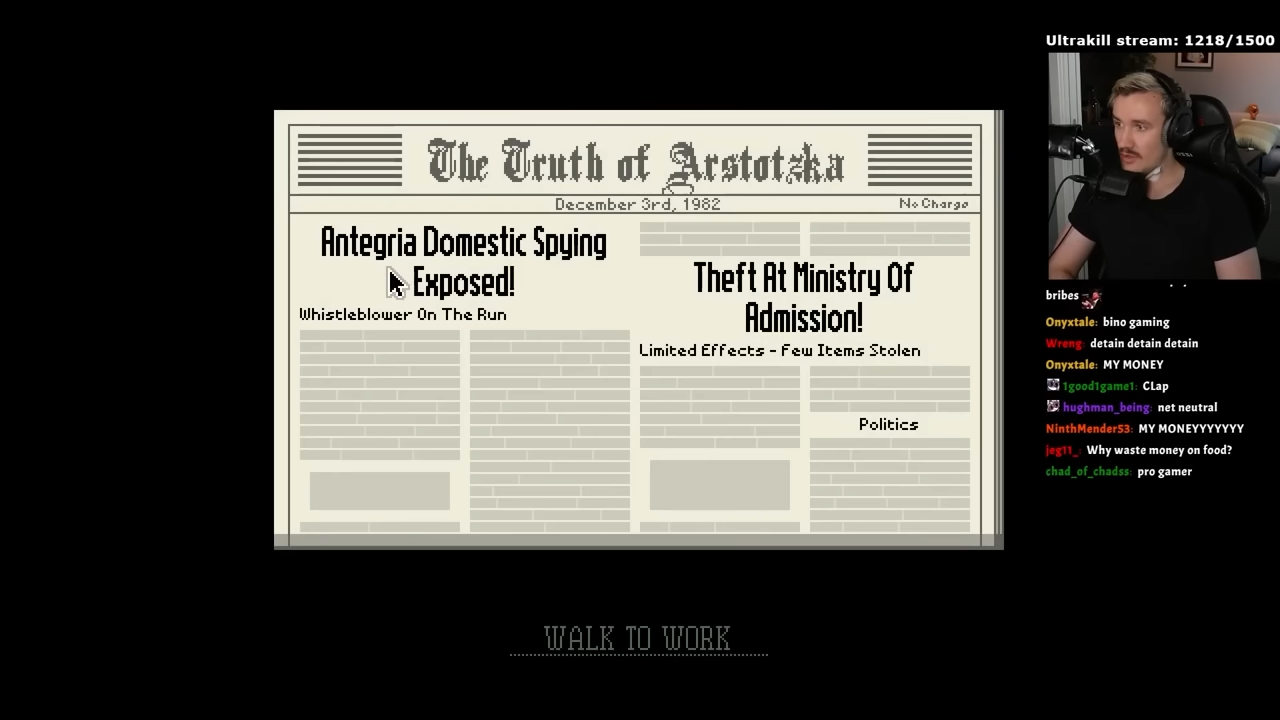 Ultrakill stream: 1218/1500
The Truth of Arstotzka
December 3rd, 1982
No Charge
Antegria Domestic Spying
Exposed!
Whistleblower On The Run
Theft At Ministry Of
Admission!
Limited Effects - Few Items Stolen
Politics
WALK TO WORK
bribes
Onyxtale: bino gaming
Wreng: detain detain detain
Onyxtale: MY MONEY
1good1game1: CLap
hughman_being: net neutral
NinthMender53: MY MONEYYYYYYY
jeg11_: Why waste money on food?
chad_of_chadss: pro gamer